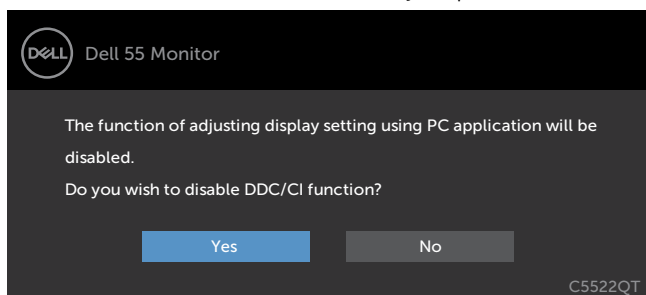 DELL Dell 55 Monitor
The function of adjusting display setting using PC application will be
disabled.
Do you wish to disable DDC/CI function?
Yes No
C5522QT